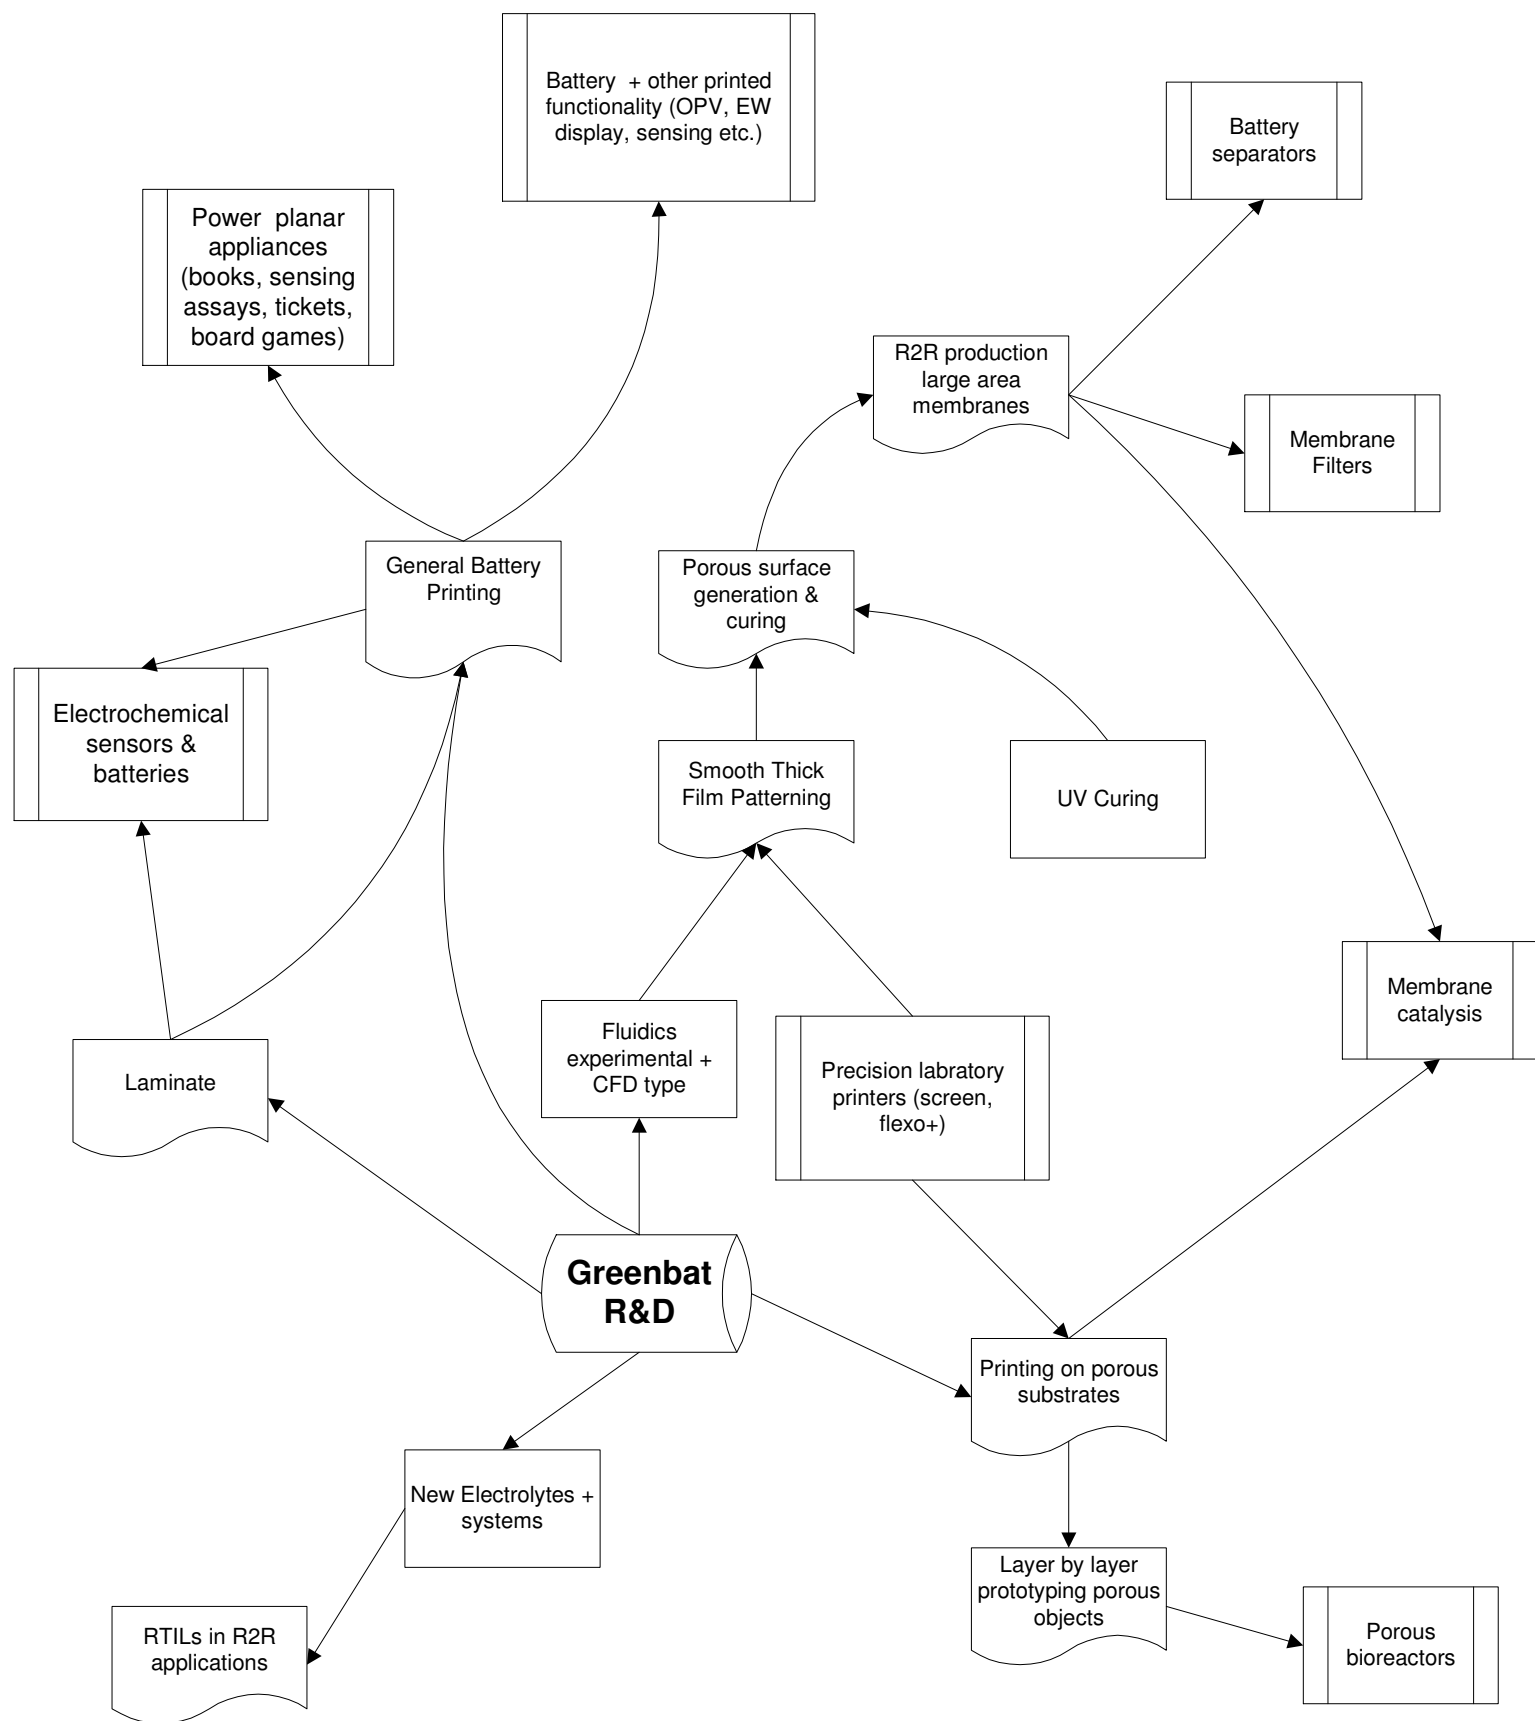 Battery + other printed
functionality (OPV, EW
display, sensing etc.)
Battery
separators
Power planar
appliances
(books, sensing
assays, tickets,
board games)
R2R production
large area
membranes
Membrane
Filters
General Battery
Printing
Porous surface
generation &
curing
Electrochemical
sensors &
batteries
Smooth Thick
Film Patterning
UV Curing
Membrane
catalysis
Laminate
Fluidics
experimental +
CFD type
Precision labratory
printers (screen,
flexo+)
Greenbat
R&D
Printing on porous
substrates
New Electrolytes +
systems
Layer by layer
prototyping porous
objects
RTILs in R2R
applications
Porous
bioreactors